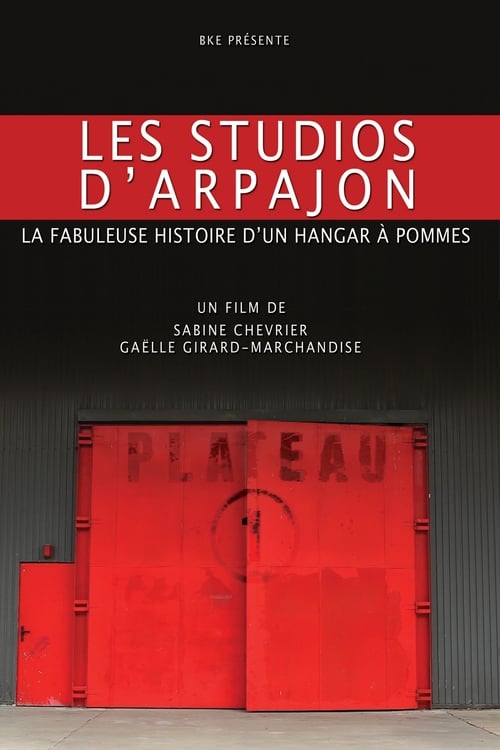 BKE PRÉSENTE
LES STUDIOS
D'ARPAJON
LA FABULEUSE HISTOIRE D'UN HANGAR À POMMES
UN FILM DE
SABINE CHEVRIER
GAËLLE GIRARD-MARCHANDISE
PLATEAU
1